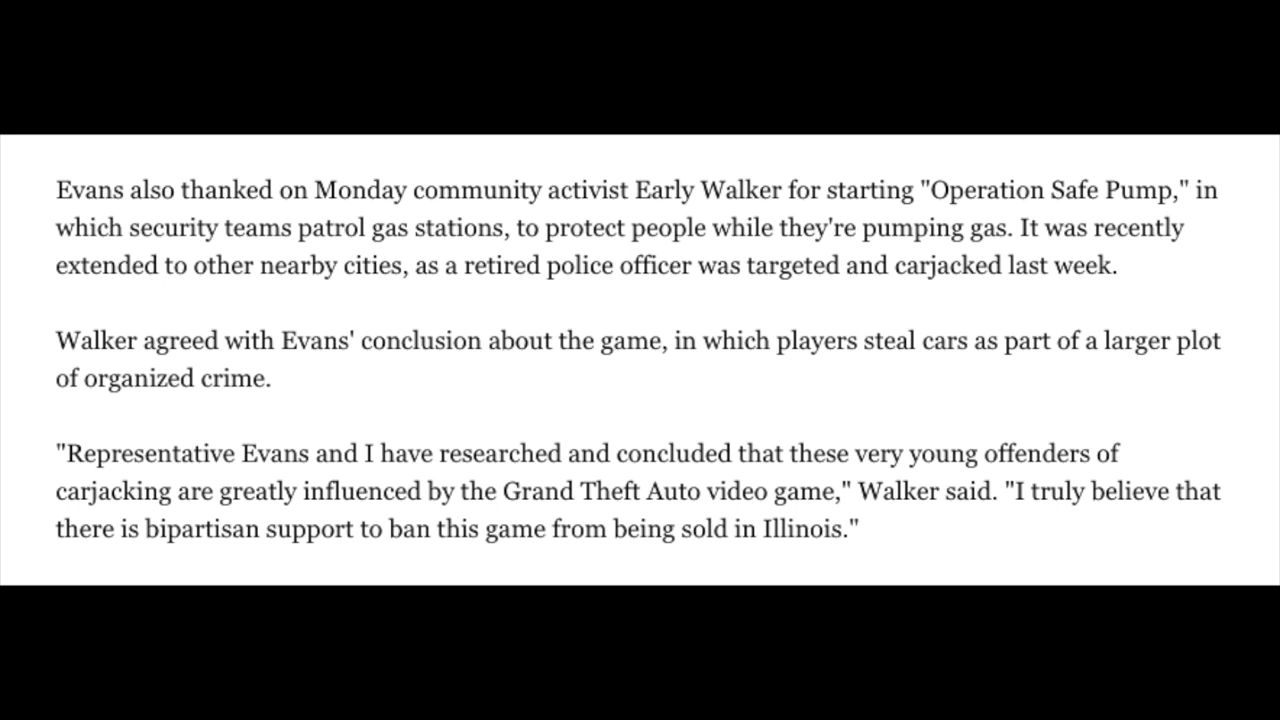 Evans also thanked on Monday community activist Early Walker for starting "Operation Safe Pump," in
which security teams patrol gas stations, to protect people while they're pumping gas. It was recently
extended to other nearby cities, as a retired police officer was targeted and carjacked last week.
Walker agreed with Evans' conclusion about the game, in which players steal cars as part of a larger plot
of organized crime.
"Representative Evans and I have researched and concluded that these very young offenders of
carjacking are greatly influenced by the Grand Theft Auto video game," Walker said. "I truly believe that
there is bipartisan support to ban this game from being sold in Illinois."